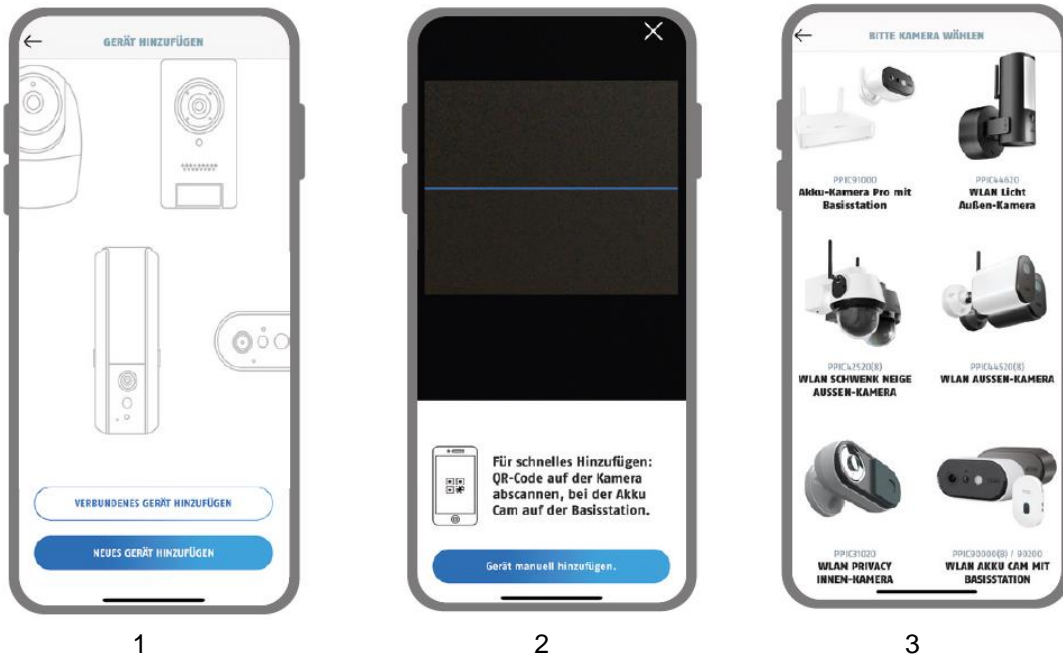 GERÄT HINZUFÜGEN
VERBUNDENES GERÄT HINZUFÜGEN
NEUES GERÄT HINZUFÜGEN
1
Für schnelles Hinzufügen:
QR-Code auf der Kamera
abscannen, bei der Akku
Cam auf der Basisstation.
Gerät manuell hinzufügen.
2
BITTE KAMERA WÄHLEN
PPIC91000
Akku-Kamera Pro mit
Basisstation
PPIC44620
WLAN Licht
Außen-Kamera
PPIC42520(B)
WLAN SCHWENK NEIGE
AUSSEN-KAMERA
PPIC44520(B)
WLAN AUSSEN-KAMERA
PPIC31020
WLAM PRIVACY
INNEN-KAMERA
PPIC90000(B) / 90200
WLAN AKKU CAM MIT
BASISSTATION
3